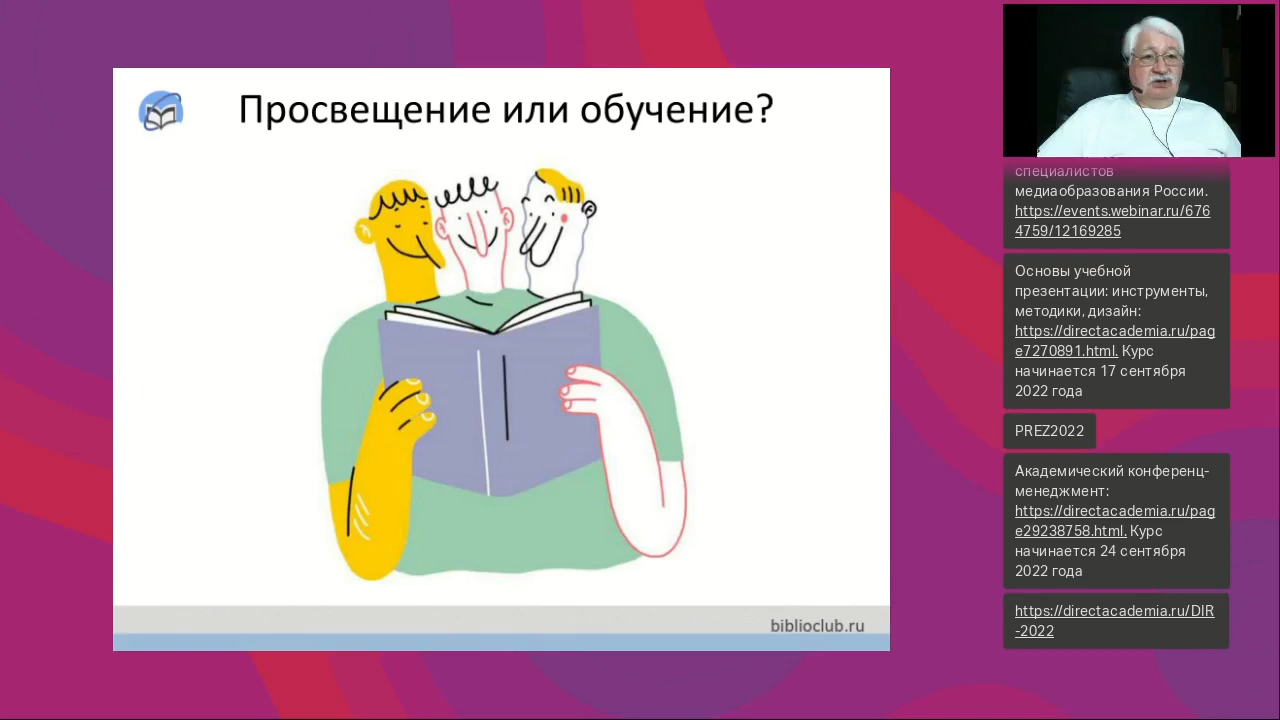 Просвещение или обучение?
biblioclub.ru
специалистов
медиаобразования России.
https://events.webinar.ru/676
4759/12169285
Основы учебной
презентации: инструменты,
методики, дизайн:
https://directacademia.ru/pag
e7270891.html. Курс
начинается 17 сентября
2022 года
PREZ2022
Академический конференц-
менеджмент:
https://directacademia.ru/pag
e29238758.html. Курс
начинается 24 сентября
2022 года
https://directacademia.ru/DIR
-2022